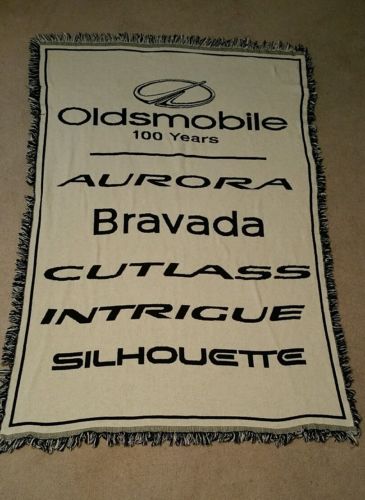 Oldsmobile
100 Years
AURORA
Bravada
CUTLASS
INTRIGUE
SILHOUETTE